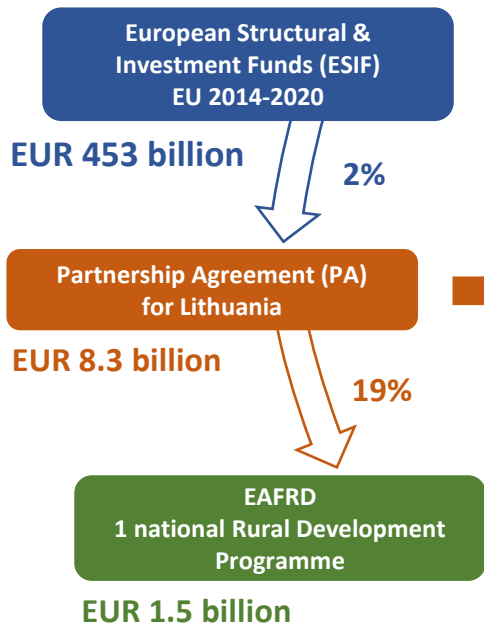 European Structural &
Investment Funds (ESIF)
EU 2014-2020
EUR 453 billion
2%
Partnership Agreement (PA)
for Lithuania
EUR 8.3 billion
19%
EAFRD
1 national Rural Development
Programme
EUR 1.5 billion